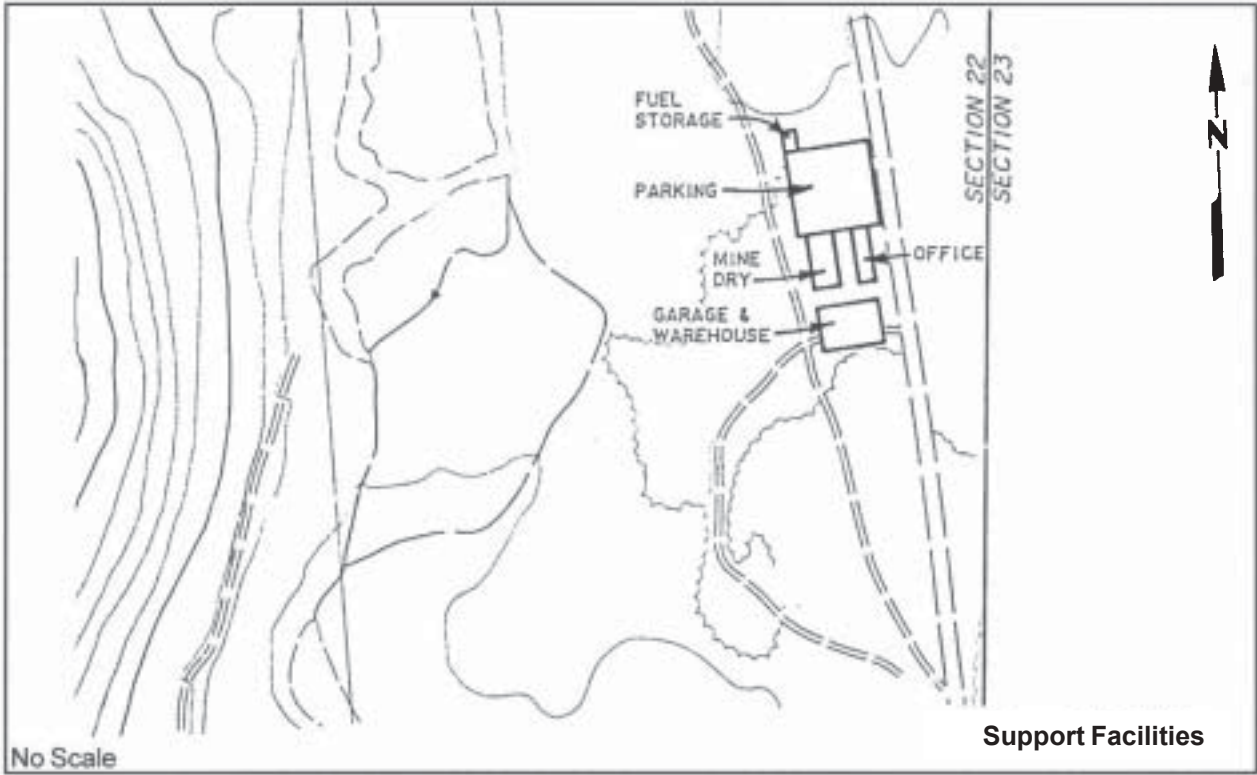 FUEL
STORAGE
PARKING
MINE
DRY
OFFICE
GARAGE &
WAREHOUSE
SECTION 22
SECTION 23
N
Support Facilities
No Scale